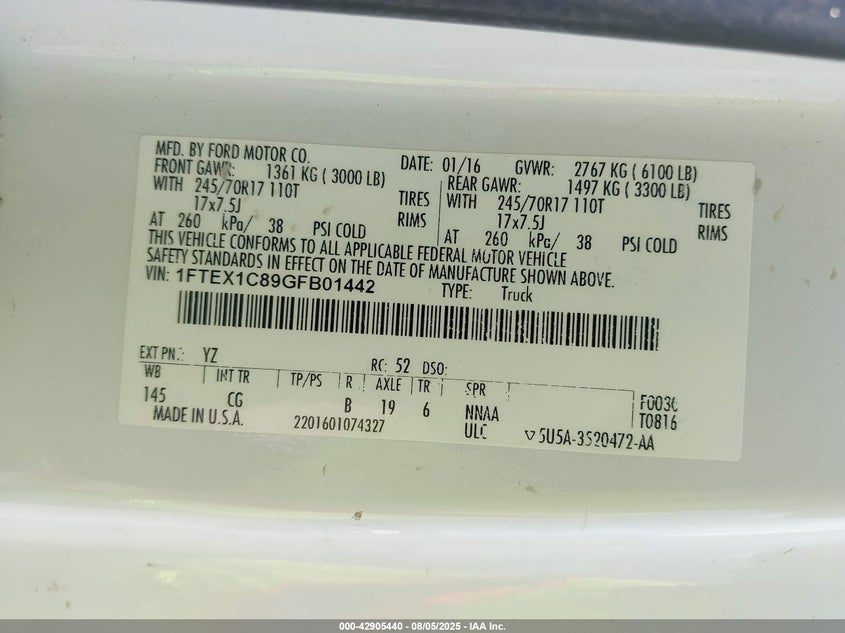 MFD. BY FORD MOTOR CO. DATE: 01/16 GVWR: 2767 KG ( 6100 LB)
FRONT GAWR: 1361 KG ( 3000 LB) REAR GAWR: 1497 KG ( 3300 LB)
WITH 245/70R17 110T TIRES WITH 245/70R17 110T TIRES
17x7.5J RIMS 17x7.5J RIMS
AT 260 kPa/ 38 PSI COLD AT 260 kPa/ 38 PSI COLD
THIS VEHICLE CONFORMS TO ALL APPLICABLE FEDERAL MOTOR VEHICLE
SAFETY STANDARDS IN EFFECT ON THE DATE OF MANUFACTURE SHOWN ABOVE.
VIN: 1FTEX1C89GFB01442 TYPE: Truck
EXT PNT: YZ RC: 52 DSO:
WB INT TR TP/PS R AXLE TR SPR
145 CG B 19 6 NNAA F0030
MADE IN U.S.A. 2201601074327 ULC T0816
▽5U5A-3520472-AA
000-42905440 - 08/05/2025 - IAA Inc.